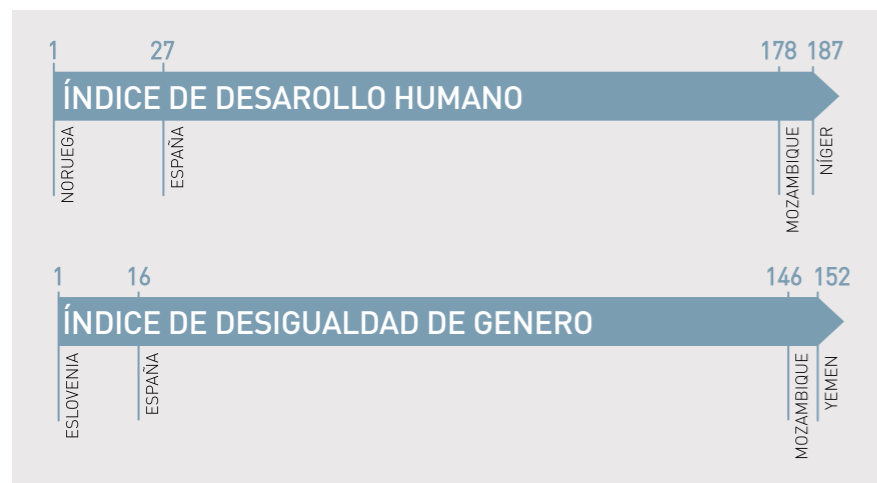 1 27 178 187
ÍNDICE DE DESAROLLO HUMANO
NORUEGA
ESPAÑA
MOZAMBIQUE
NÍGER
1 16 146 152
ÍNDICE DE DESIGUALDAD DE GENERO
ESLOVENIA
ESPAÑA
MOZAMBIQUE
YEMEN